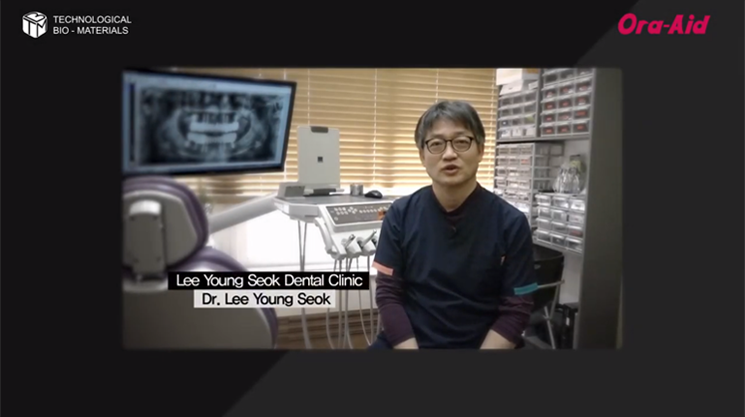 TECHNOLOGICAL
BIO - MATERIALS
Ora-Aid
Lee Young Seok Dental Clinic
Dr. Lee Young Seok